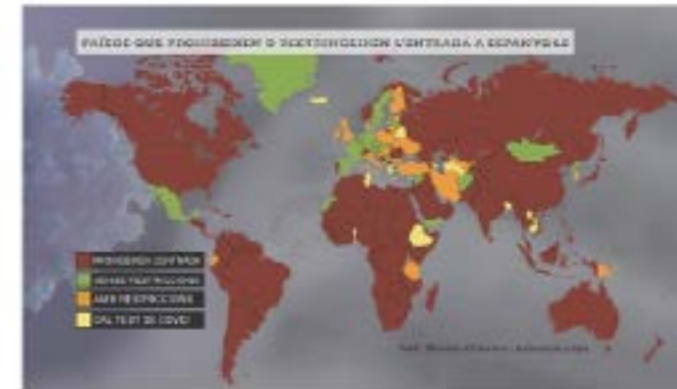 PAÏSOS QUE PROHIBEIXEN O RESTRINGEIXEN L'ENTRADA A ESPANYOLS
PROHIBEIXEN L'ENTRADA
SENSE RESTRICCIONS
AMB RESTRICCIONS
CAL TEST DE COVID